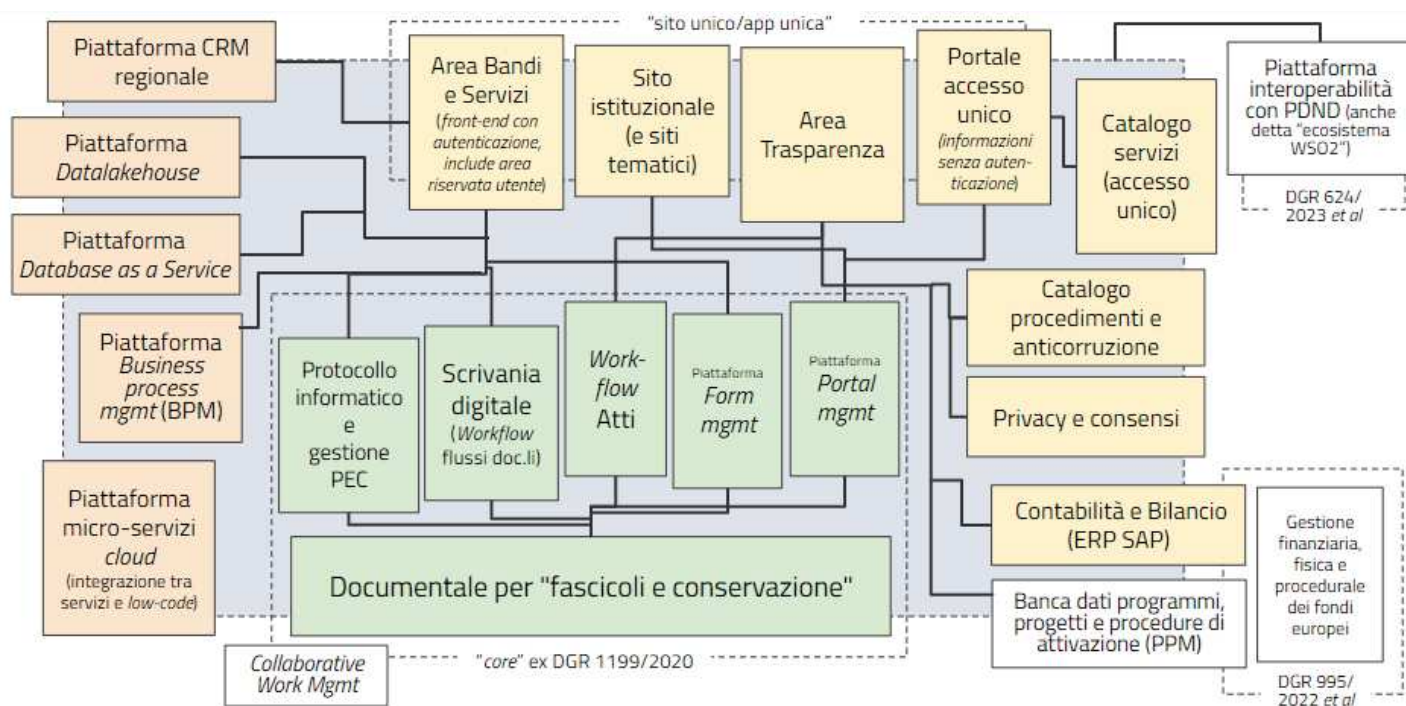 "sito unico/app unica"
Piattaforma CRM
regionale
Area Bandi
e Servizi
(front-end con
autenticazione,
include area
riservata utente)
Sito
istituzionale
(e siti
tematici)
Area
Trasparenza
Portale
accesso
unico
(informazioni
senza auten-
ticazione)
Catalogo
servizi
(accesso
unico)
Piattaforma
interoperabilità
con PDND (anche
detta "ecosistema
WSO2")
DGR 624/
2023 et al
Piattaforma
Datalakehouse
Piattaforma
Database as a Service
Piattaforma
Business
process
mgmt (BPM)
Piattaforma
micro-servizi
cloud
(integrazione tra
servizi e low-code)
Protocollo
informatico
e
gestione
PEC
Scrivania
digitale
(Workflow
flussi doc.li)
Work-
flow
Atti
Piattaforma
Form
mgmt
Piattaforma
Portal
mgmt
Catalogo
procedimenti e
anticorruzione
Privacy e consensi
Contabilità e Bilancio
(ERP SAP)
Banca dati programmi,
progetti e procedure di
attivazione (PPM)
Gestione
finanziaria,
fisica e
procedurale
dei fondi
europei
DGR 995/
2022 et al
Documentale per "fascicoli e conservazione"
"core" ex DGR 1199/2020
Collaborative
Work Mgmt